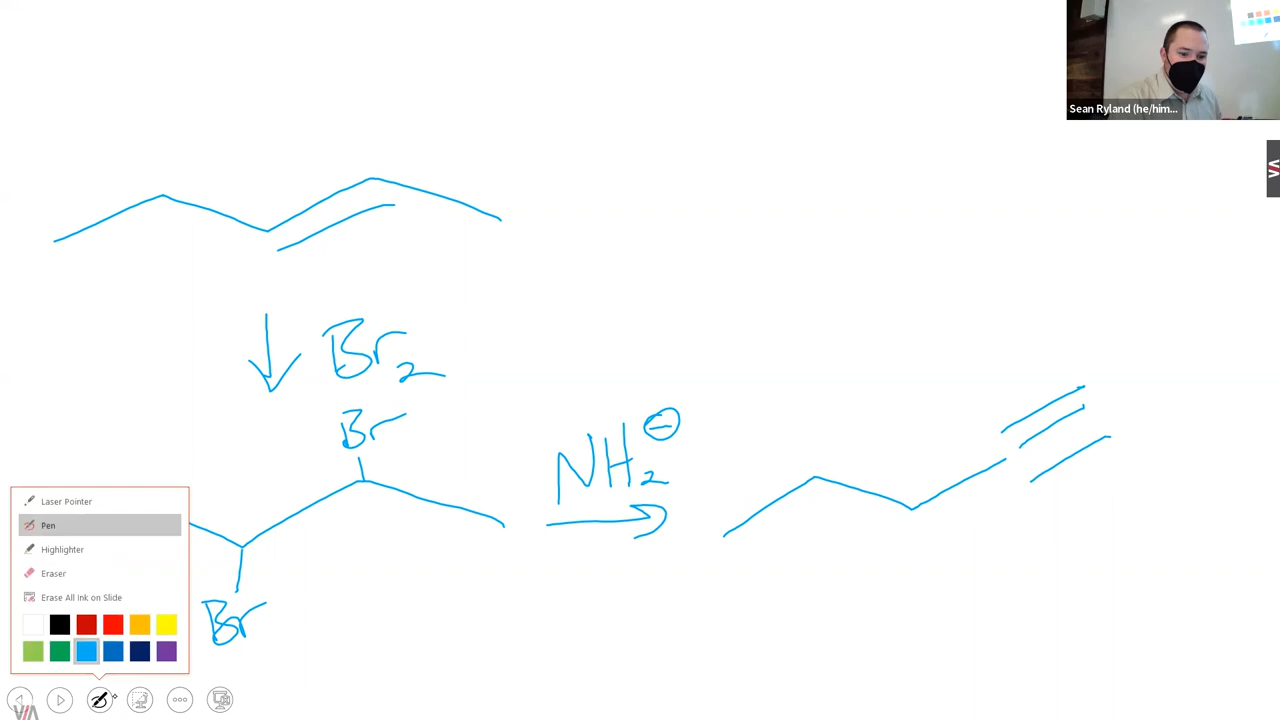 Sean Ryland (he/him...
Br₂
Br
NH₂⊖
Br
Laser Pointer
Pen
Highlighter
Eraser
Erase All Ink on Slide